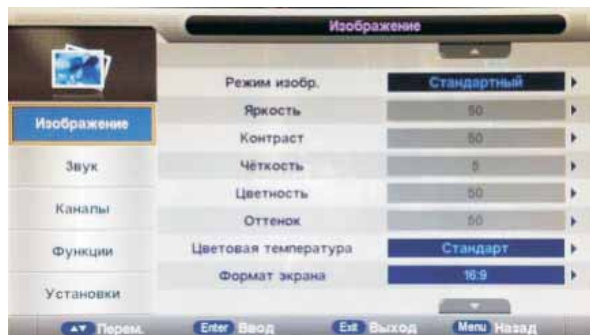 Изображение
Изображение
Звук
Каналы
Функции
Установки
Режим изобр. Стандартный
Яркость 50
Контраст 50
Чёткость 5
Цветность 50
Оттенок 50
Цветовая температура Стандарт
Формат экрана 16:9
Перем. Enter Ввод Exit Выход Menu Назад